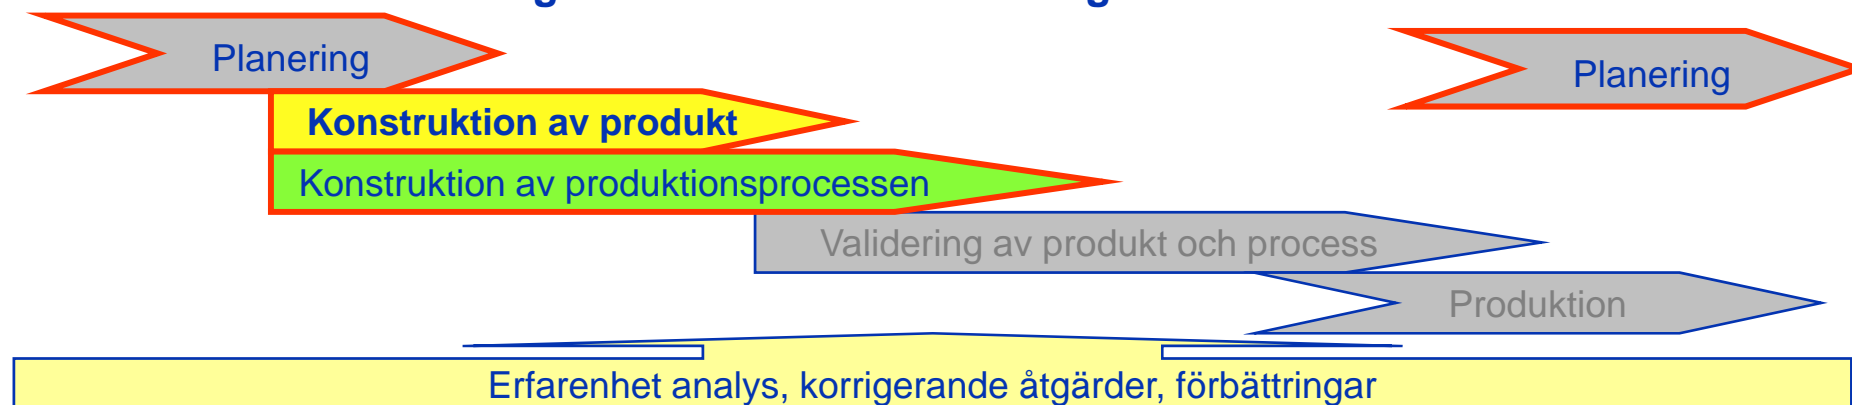 Planering
Planering
Konstruktion av produkt
Konstruktion av produktionsprocessen
Validering av produkt och process
Produktion
Erfarenhet analys, korrigerande åtgärder, förbättringar